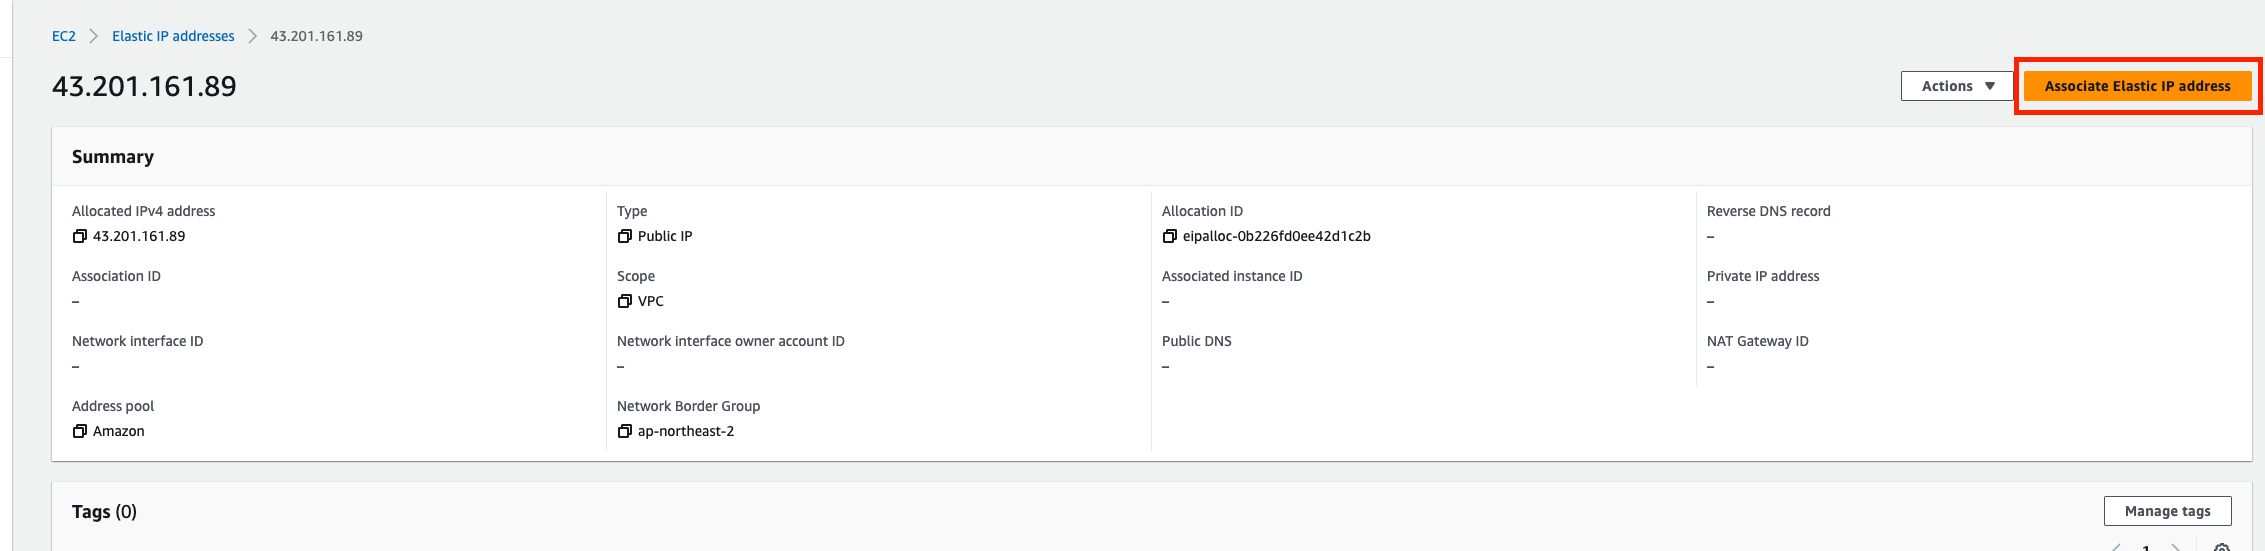 EC2 > Elastic IP addresses > 43.201.161.89
43.201.161.89
Actions ▼
Associate Elastic IP address
Summary
Allocated IPv4 address
43.201.161.89
Type
Public IP
Allocation ID
eipalloc-0b226fd0ee42d1c2b
Reverse DNS record
–
Association ID
–
Scope
VPC
Associated instance ID
–
Private IP address
–
Network interface ID
–
Network interface owner account ID
–
Public DNS
–
NAT Gateway ID
–
Address pool
Amazon
Network Border Group
ap-northeast-2
Tags (0)
Manage tags
1